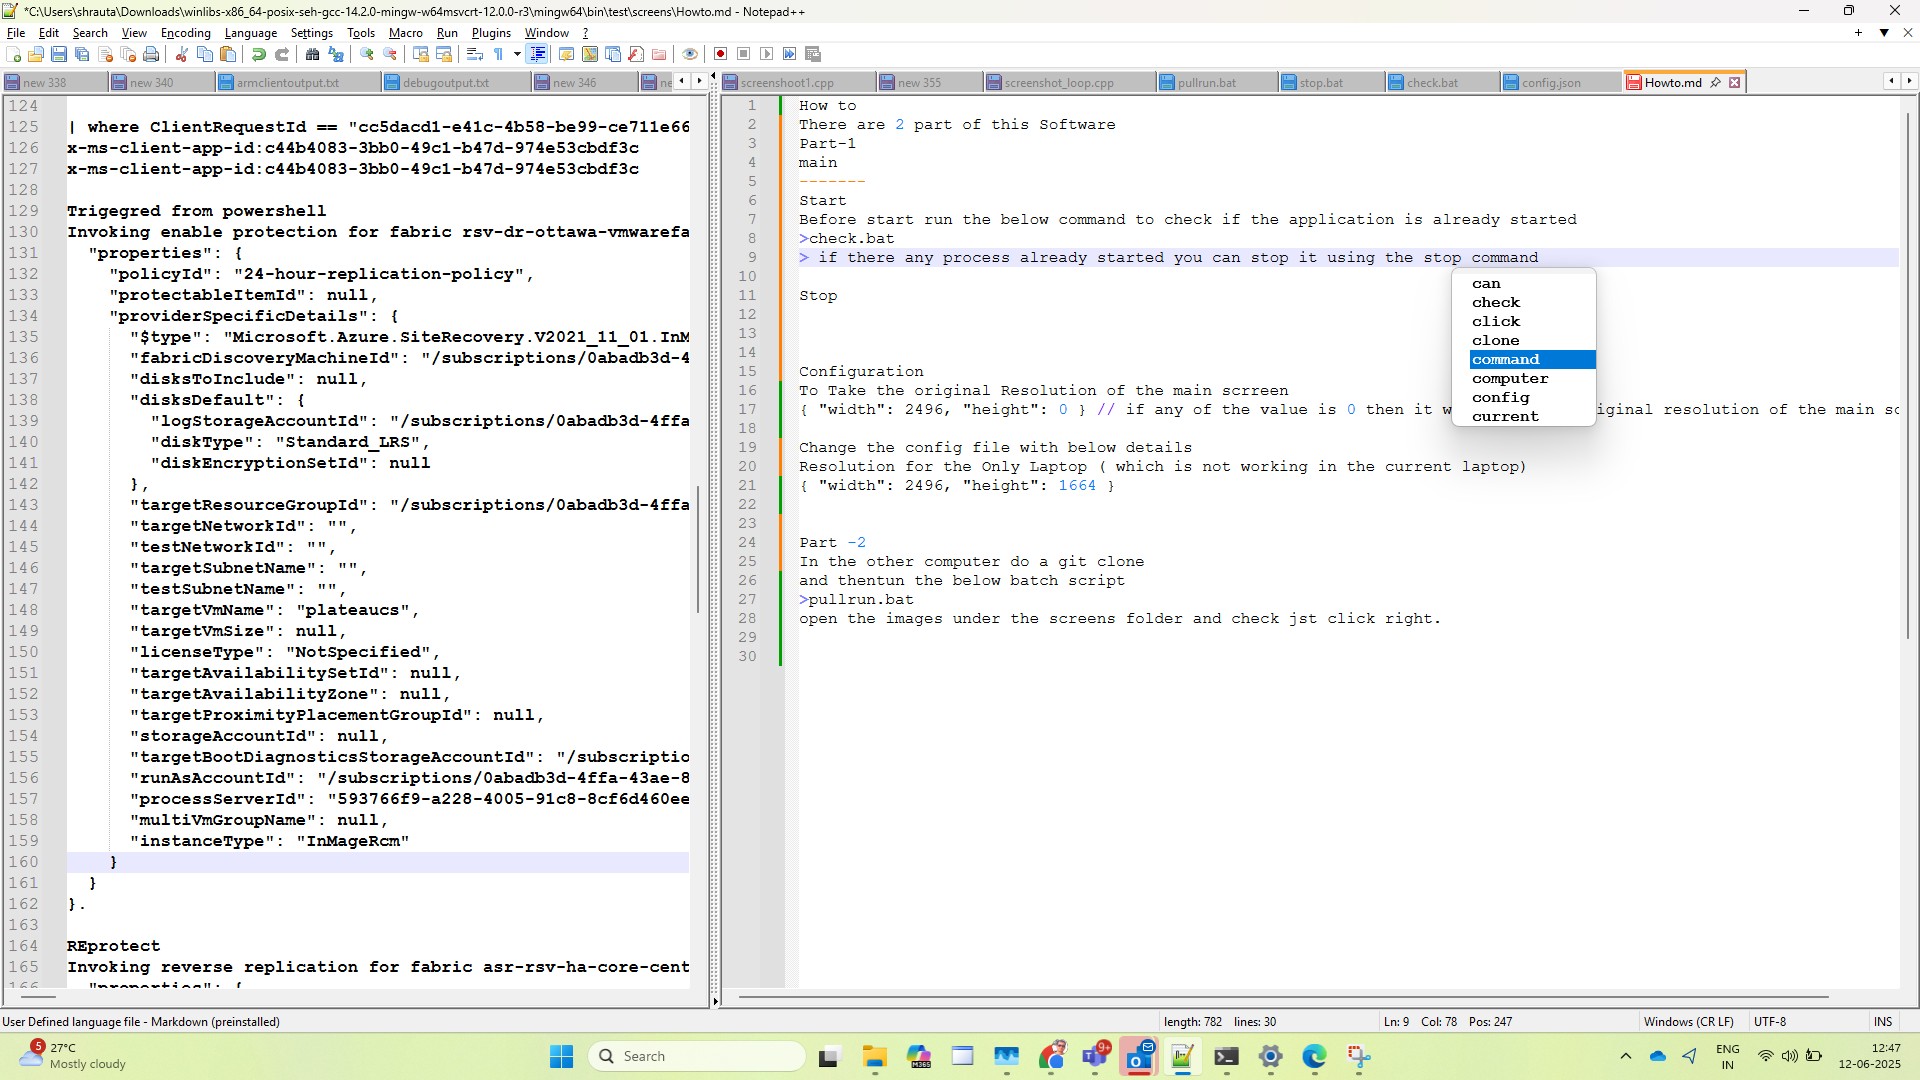 *C:\Users\shrauta\Downloads\winlibs-x86_64-posix-seh-gcc-14.2.0-mingw-w64msvcrt-12.0.0-r3\mingw64\bin\test\screens\Howto.md - Notepad++
File Edit Search View Encoding Language Settings Tools Macro Run Plugins Window ?
new 338 new 340 armclientoutput.txt debugoutput.txt new 346 ne
screenshoot1.cpp new 355 screenshot_loop.cpp pullrun.bat stop.bat check.bat config.json Howto.md
124
125 | where ClientRequestId == "cc5dacd1-e41c-4b58-be99-ce711e66
126 x-ms-client-app-id:c44b4083-3bb0-49c1-b47d-974e53cbdf3c
127 x-ms-client-app-id:c44b4083-3bb0-49c1-b47d-974e53cbdf3c
128
129 Trigegred from powershell
130 Invoking enable protection for fabric rsv-dr-ottawa-vmwarefa
131 "properties": {
132 "policyId": "24-hour-replication-policy",
133 "protectableItemId": null,
134 "providerSpecificDetails": {
135 "$type": "Microsoft.Azure.SiteRecovery.V2021_11_01.InM
136 "fabricDiscoveryMachineId": "/subscriptions/0abadb3d-4
137 "disksToInclude": null,
138 "disksDefault": {
139 "logStorageAccountId": "/subscriptions/0abadb3d-4ffa
140 "diskType": "Standard_LRS",
141 "diskEncryptionSetId": null
142 },
143 "targetResourceGroupId": "/subscriptions/0abadb3d-4ffa
144 "targetNetworkId": "",
145 "testNetworkId": "",
146 "targetSubnetName": "",
147 "testSubnetName": "",
148 "targetVmName": "plateaucs",
149 "targetVmSize": null,
150 "licenseType": "NotSpecified",
151 "targetAvailabilitySetId": null,
152 "targetAvailabilityZone": null,
153 "targetProximityPlacementGroupId": null,
154 "storageAccountId": null,
155 "targetBootDiagnosticsStorageAccountId": "/subscriptio
156 "runAsAccountId": "/subscriptions/0abadb3d-4ffa-43ae-8
157 "processServerId": "593766f9-a228-4005-91c8-8cf6d460ee
158 "multiVmGroupName": null,
159 "instanceType": "InMageRcm"
160 }
161 }
162 }.
163
164 REprotect
165 Invoking reverse replication for fabric asr-rsv-ha-core-cent
166 "properties": {
1 How to
2 There are 2 part of this Software
3 Part-1
4 main
5 -------
6 Start
7 Before start run the below command to check if the application is already started
8 >check.bat
9 > if there any process already started you can stop it using the stop command
10
11 Stop
12
13
14
15 Configuration
16 To Take the original Resolution of the main scrreen
17 { "width": 2496, "height": 0 } // if any of the value is 0 then it w iginal resolution of the main sc
18
19 Change the config file with below details
20 Resolution for the Only Laptop ( which is not working in the current laptop)
21 { "width": 2496, "height": 1664 }
22
23
24 Part -2
25 In the other computer do a git clone
26 and thentun the below batch script
27 >pullrun.bat
28 open the images under the screens folder and check jst click right.
29
30
can
check
click
clone
command
computer
config
current
User Defined language file - Markdown (preinstalled) length: 782 lines: 30 Ln: 9 Col: 78 Pos: 247 Windows (CR LF) UTF-8 INS
5 27°C
Mostly cloudy
Search
M365
9+
ENG
IN
12:47
12-06-2025